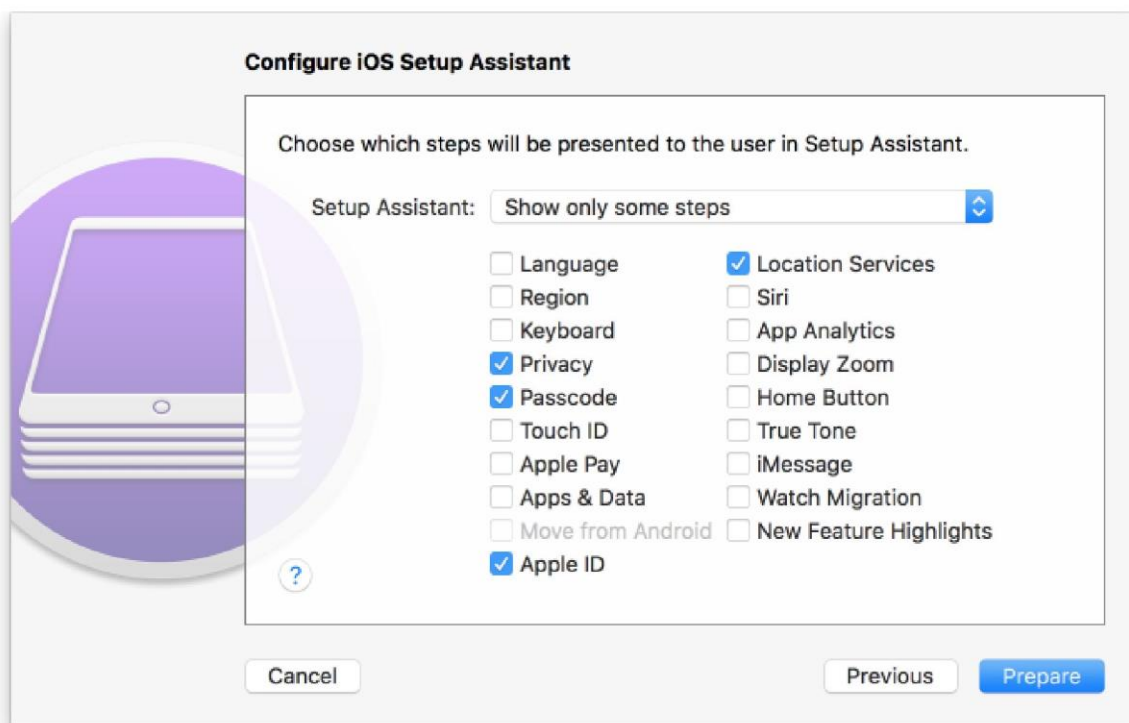 Configure iOS Setup Assistant
Choose which steps will be presented to the user in Setup Assistant.
Setup Assistant: Show only some steps
Language
Region
Keyboard
Privacy
Passcode
Touch ID
Apple Pay
Apps & Data
Move from Android
Apple ID
Location Services
Siri
App Analytics
Display Zoom
Home Button
True Tone
iMessage
Watch Migration
New Feature Highlights
?
Cancel
Previous
Prepare